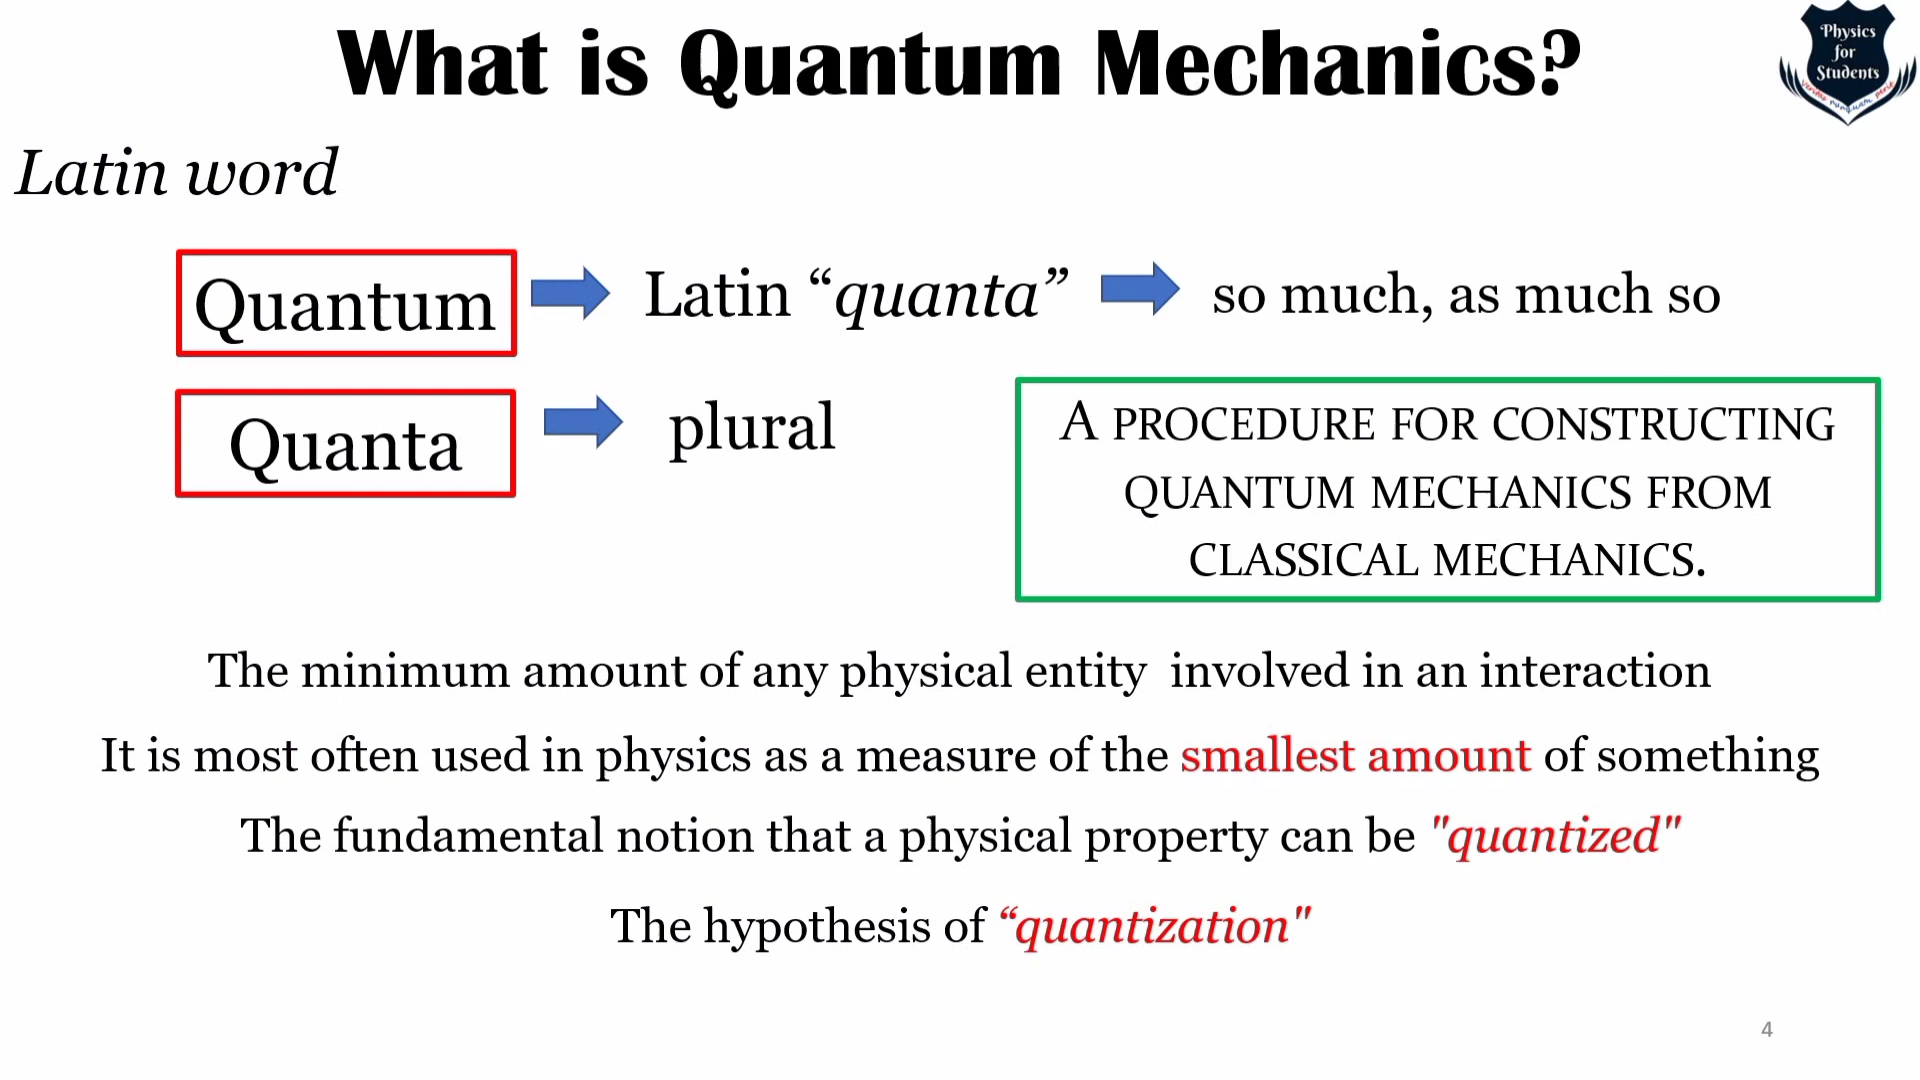 What is Quantum Mechanics?
Physics
for
Students
veritas nunquam perit
Latin word
Quantum
Latin “quanta”
so much, as much so
Quanta
plural
A PROCEDURE FOR CONSTRUCTING
QUANTUM MECHANICS FROM
CLASSICAL MECHANICS.
The minimum amount of any physical entity  involved in an interaction
It is most often used in physics as a measure of the smallest amount of something
The fundamental notion that a physical property can be "quantized"
The hypothesis of “quantization"
4